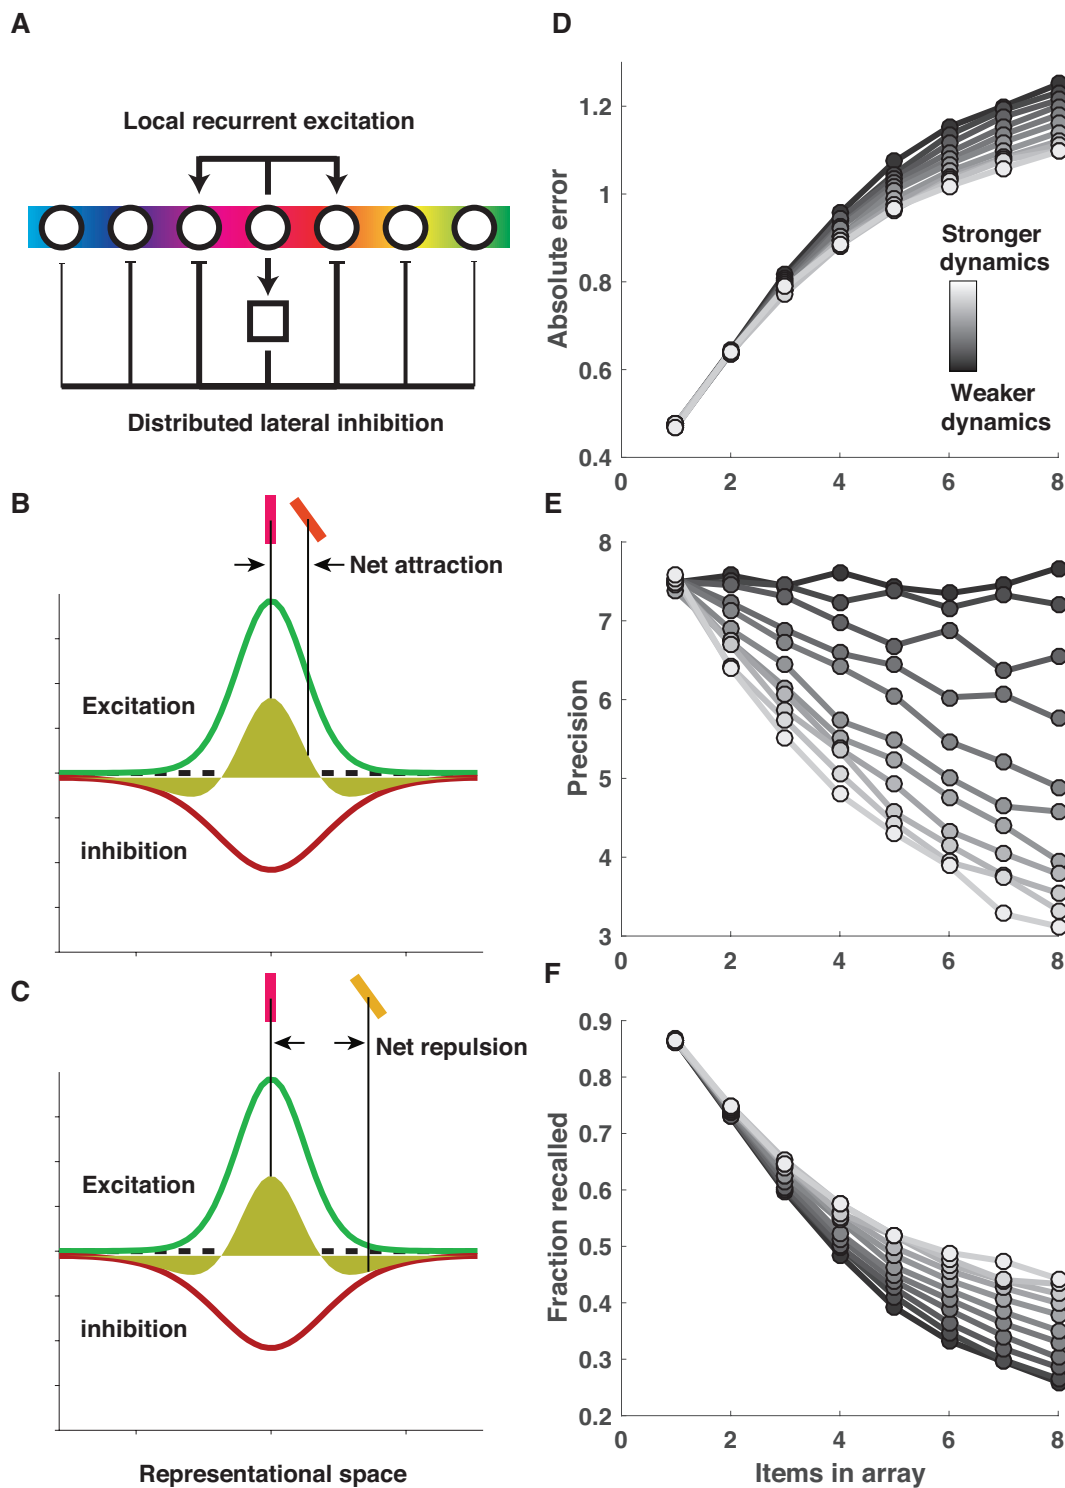 A
Local recurrent excitation
Distributed lateral inhibition
B
Net attraction
Excitation
inhibition
C
Net repulsion
Excitation
inhibition
Representational space
D
Absolute error
1.2
1
0.8
0.6
0.4
0 2 4 6 8
Stronger
dynamics
Weaker
dynamics
E
Precision
8
7
6
5
4
3
0 2 4 6 8
F
Fraction recalled
0.9
0.8
0.7
0.6
0.5
0.4
0.3
0.2
0 2 4 6 8
Items in array